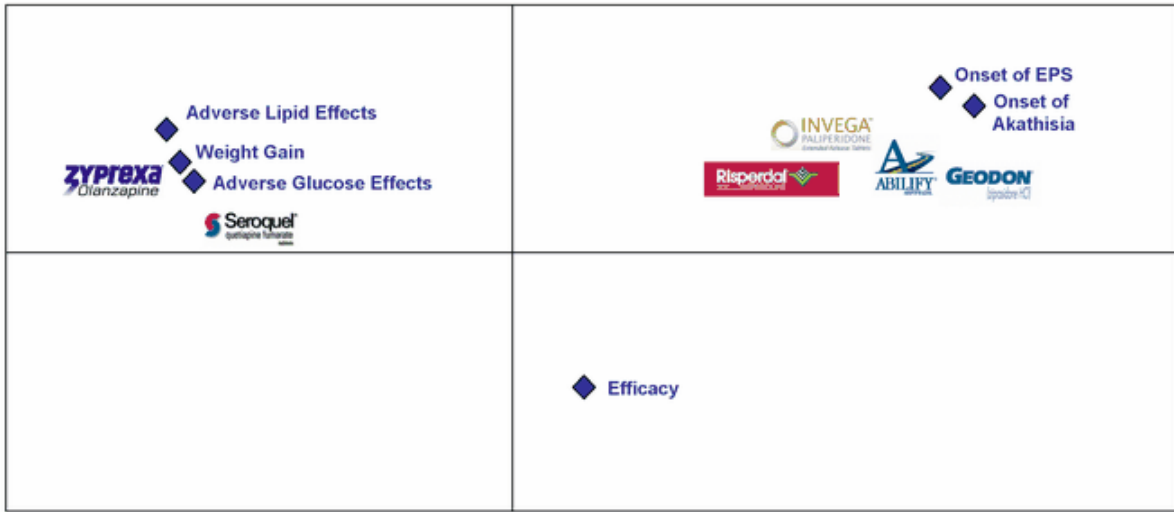 Adverse Lipid Effects
Weight Gain
Adverse Glucose Effects
zyprexa
Olanzapine
Seroquel
quetiapine fumarate
Onset of EPS
Onset of
Akathisia
INVEGA
PALIPERIDONE
Extended-Release Tablets
Risperdal
ABILIFY
GEODON
Efficacy